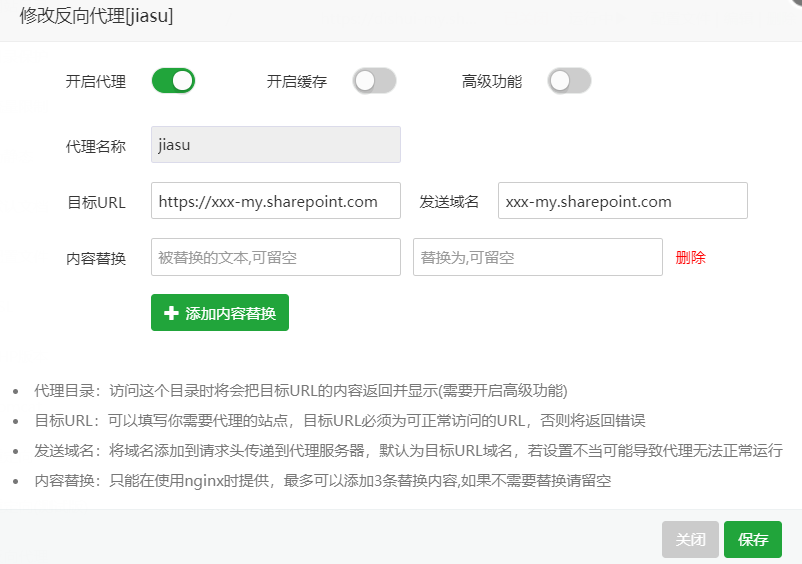 修改反向代理[jiasu]
开启代理 开启缓存 高级功能
代理名称 jiasu
目标URL https://xxx-my.sharepoint.com 发送域名 xxx-my.sharepoint.com
内容替换 被替换的文本,可留空 替换为,可留空 删除
添加内容替换
代理目录：访问这个目录时将会把目标URL的内容返回并显示(需要开启高级功能)
目标URL：可以填写你需要代理的站点，目标URL必须为可正常访问的URL，否则将返回错误
发送域名：将域名添加到请求头传递到代理服务器，默认为目标URL域名，若设置不当可能导致代理无法正常运行
内容替换：只能在使用nginx时提供，最多可以添加3条替换内容,如果不需要替换请留空
关闭 保存